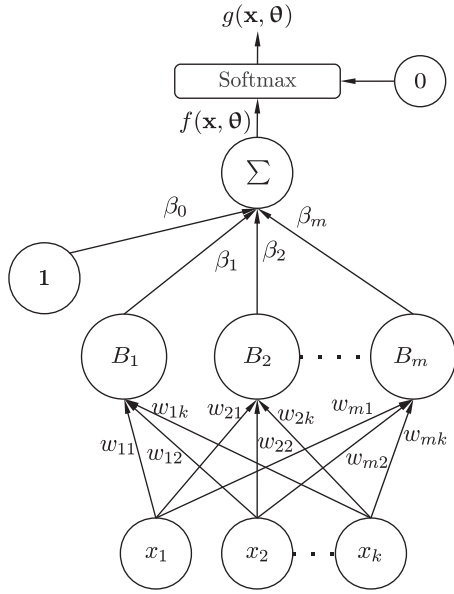 g(𝐱, 𝛉)
Softmax 0
f(𝐱, 𝛉)
∑
β₀ β₁ β₂ βₘ
1
B₁ B₂ . . . . Bₘ
w₁ₖ w₂₁ w₂ₖ wₘ₁
w₁₁ w₁₂ w₂₂ wₘ₂ wₘₖ
x₁ x₂ . . . xₖ